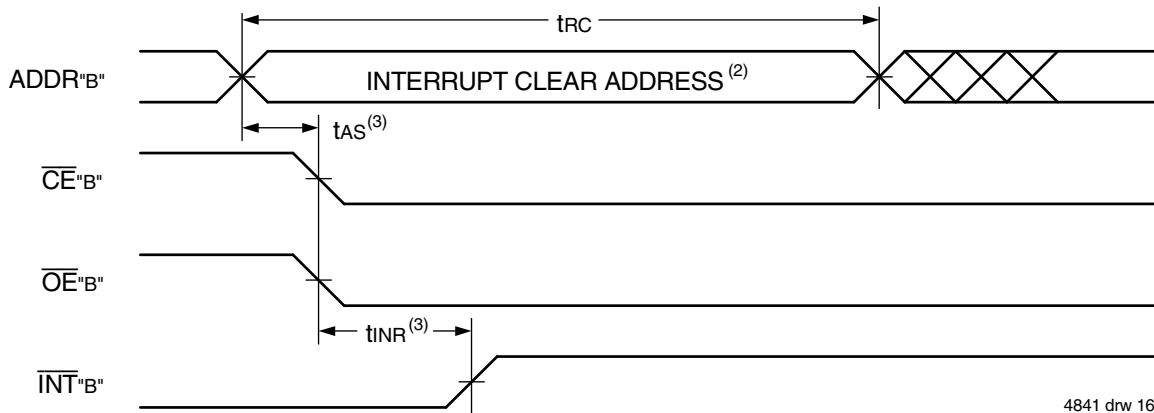 tRC
ADDR"B"
INTERRUPT CLEAR ADDRESS (2)
tAS(3)
CE"B"
OE"B"
tINR(3)
INT"B"
4841 drw 16